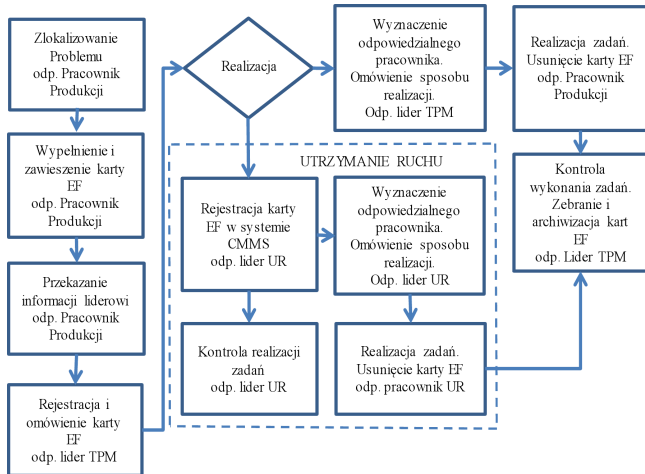 Zlokalizowanie
Problemu
odp. Pracownik
Produkcji
Wypełnienie i
zawieszenie karty
EF
odp. Pracownik
Produkcji
Przekazanie
informacji liderowi
odp. Pracownik
Produkcji
Rejestracja i
omówienie karty
EF
odp. lider TPM
Realizacja
Wyznaczenie
odpowiedzialnego
pracownika.
Omówienie sposobu
realizacji.
Odp. lider TPM
Realizacja zadań.
Usunięcie karty EF
odp. Pracownik
Produkcji
Kontrola
wykonania zadań.
Zebranie i
archiwizacja kart
EF
odp. Lider TPM
UTRZYMANIE RUCHU
Rejestracja karty
EF w systemie
CMMS
odp. lider UR
Wyznaczenie
odpowiedzialnego
pracownika.
Omówienie sposobu
realizacji.
Odp. lider UR
Kontrola realizacji
zadań
odp. lider UR
Realizacja zadań.
Usunięcie karty EF
odp. pracownik UR